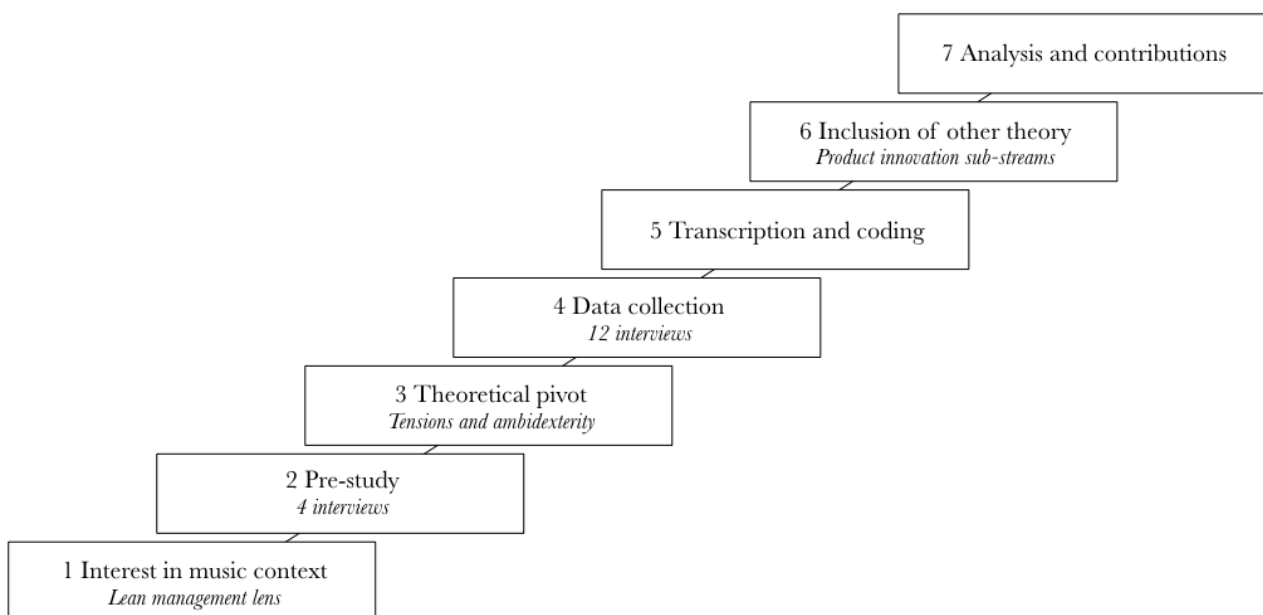 7 Analysis and contributions
6 Inclusion of other theory
Product innovation sub-streams
5 Transcription and coding
4 Data collection
12 interviews
3 Theoretical pivot
Tensions and ambidexterity
2 Pre-study
4 interviews
1 Interest in music context
Lean management lens